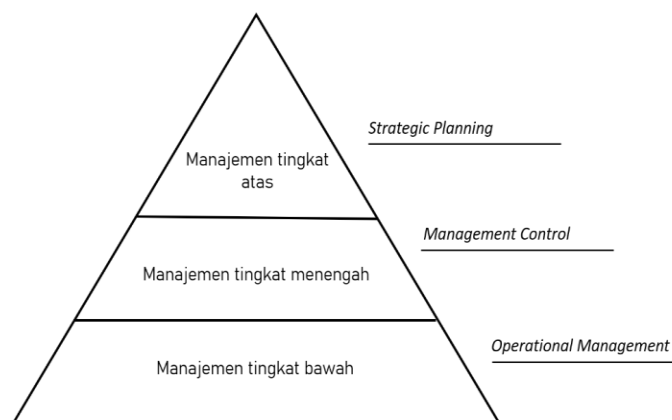 Strategic Planning
Manajemen tingkat
atas
Management Control
Manajemen tingkat menengah
Operational Management
Manajemen tingkat bawah